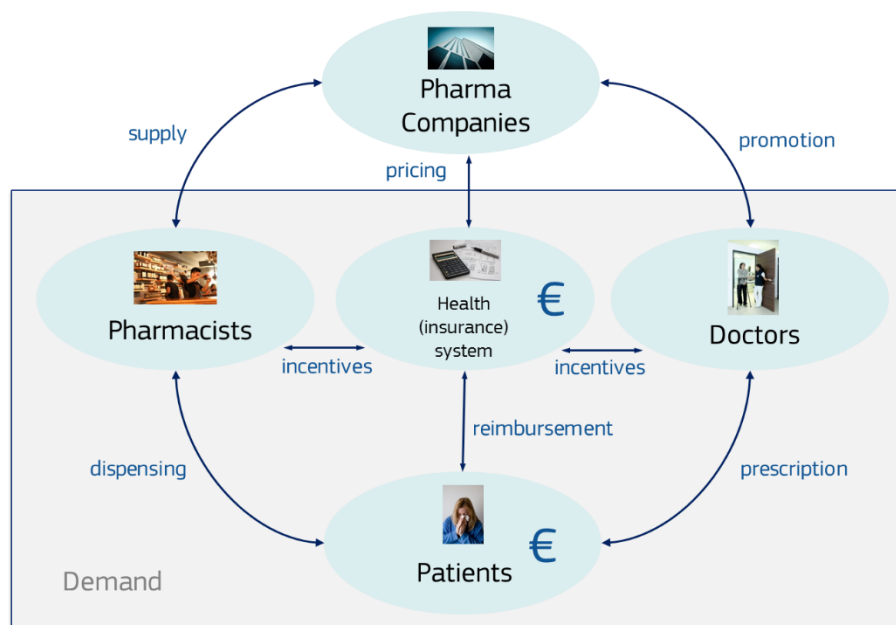 Pharma
Companies
supply
promotion
pricing
Pharmacists
Health
(insurance)
system
€
Doctors
incentives
incentives
reimbursement
dispensing
prescription
Patients
€
Demand